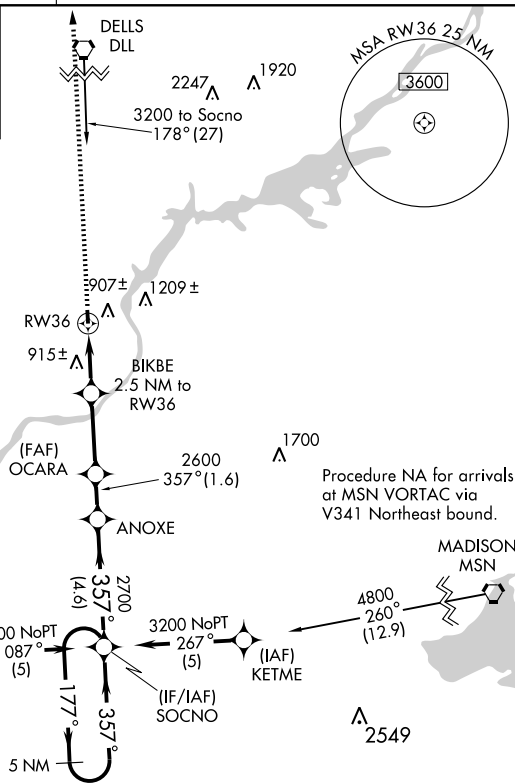 DELLS
DLL
2247
1920
3200 to Socno
178° (27)
MSA RW36 25 NM
3600
907±
1209±
RW36
915±
BIKBE
2.5 NM to
RW36
(FAF)
OCARA
2600
357° (1.6)
1700
ANOXE
Procedure NA for arrivals
at MSN VORTAC via
V341 Northeast bound.
MADISON
MSN
2700
357°
(4.6)
4800
260°
(12.9)
00 NoPT
087°
(5)
3200 NoPT
267°
(5)
(IAF)
KETME
(IF/IAF)
SOCNO
177°
357°
5 NM
2549